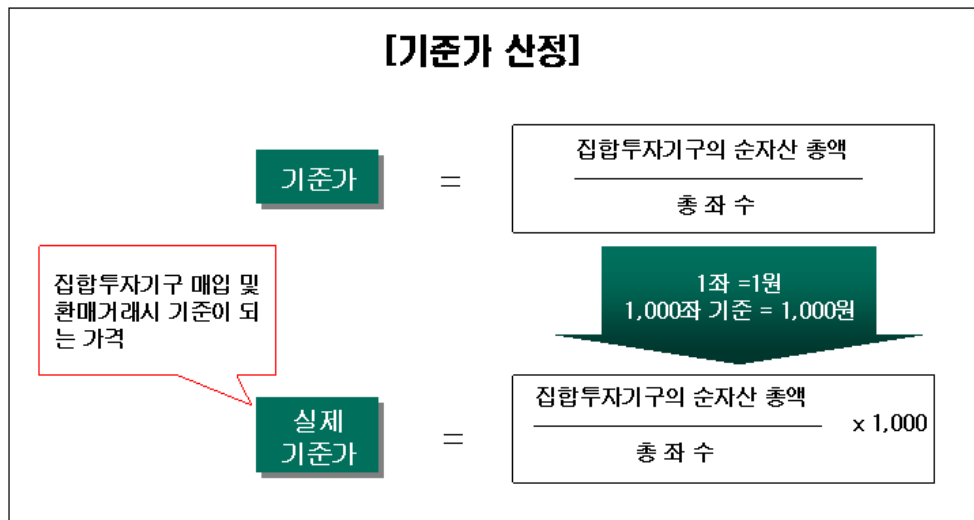 [기준가 산정]
기준가
=
집합투자기구의 순자산 총액
총 좌 수
집합투자기구 매입 및
환매거래시 기준이 되
는 가격
1좌 =1원
1,000좌 기준 = 1,000원
실제
기준가
=
집합투자기구의 순자산 총액
총 좌 수
x 1,000